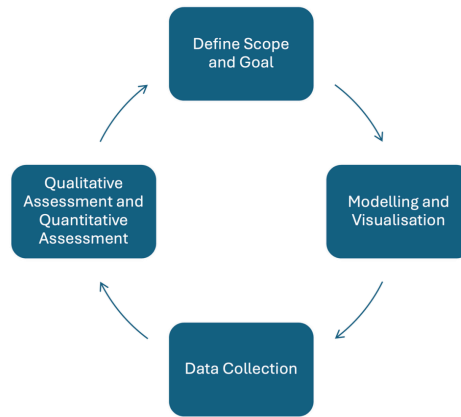 Define Scope
and Goal
Modelling and
Visualisation
Data Collection
Qualitative
Assessment and
Quantitative
Assessment